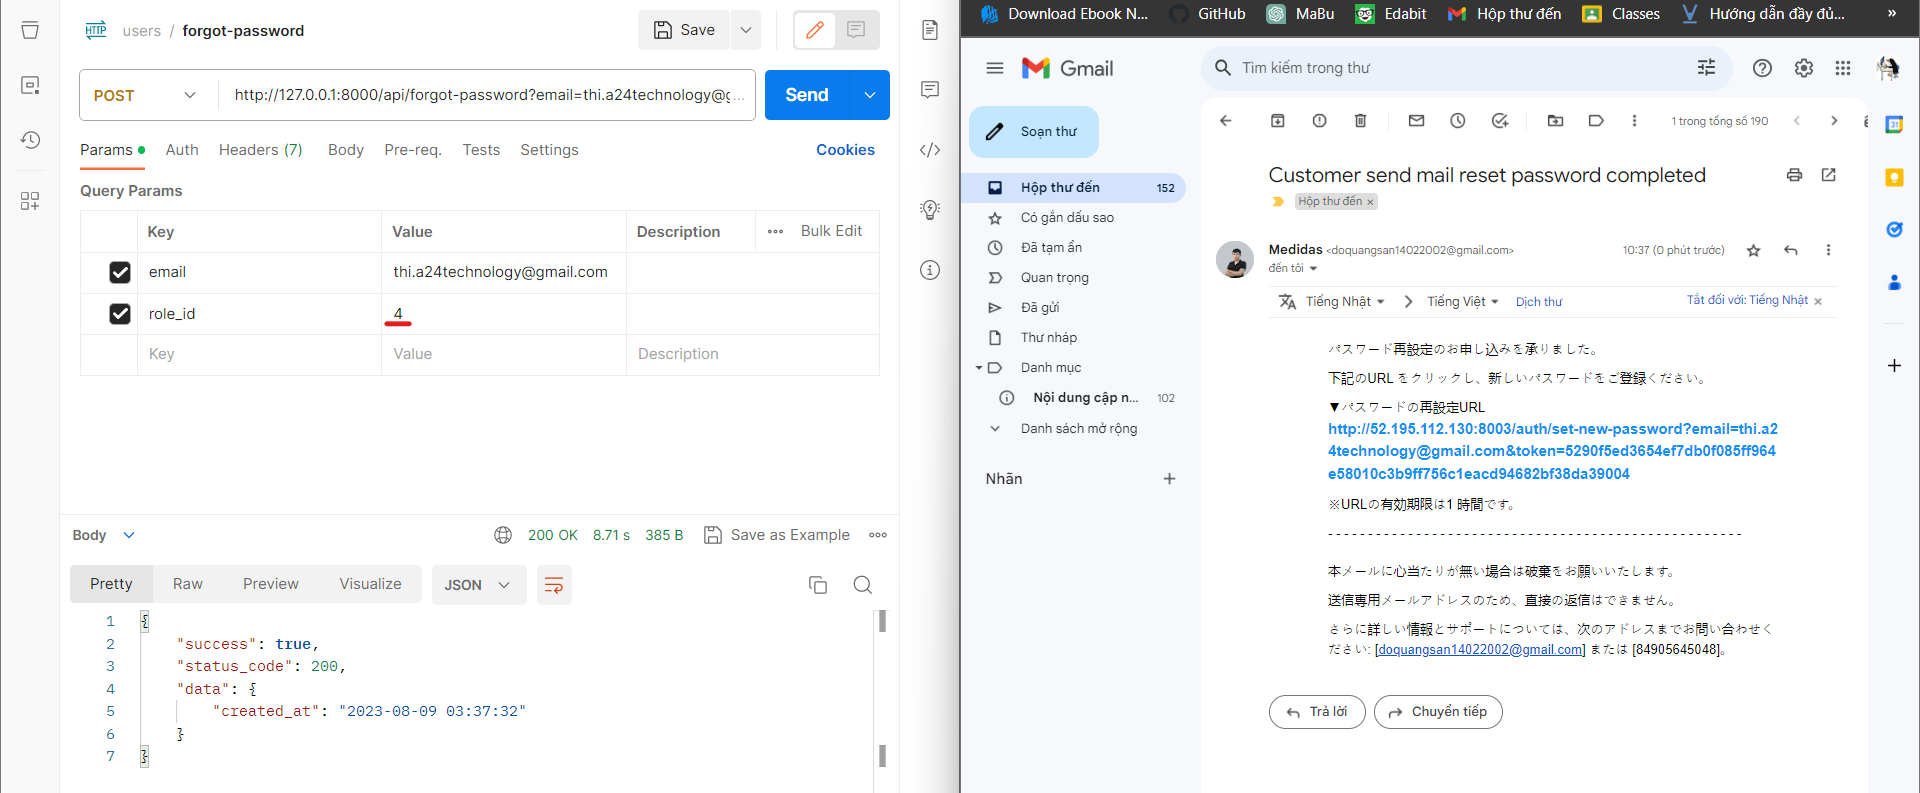 HTTP users / forgot-password
Save
POST
http://127.0.0.1:8000/api/forgot-password?email=thi.a24technology@g...
Send
Params Auth Headers (7) Body Pre-req. Tests Settings Cookies
Query Params
Key Value Description ••• Bulk Edit
email thi.a24technology@gmail.com
role_id 4
Key Value Description
Body 200 OK 8.71 s 385 B Save as Example
Pretty Raw Preview Visualize JSON
1 {
2 "success": true,
3 "status_code": 200,
4 "data": {
5 "created_at": "2023-08-09 03:37:32"
6 }
7 }
Download Ebook N... GitHub MaBu Edabit Hộp thư đến Classes Hướng dẫn đầy đủ... »
Gmail
Tìm kiếm trong thư
Soạn thư
Hộp thư đến 152
Có gắn dấu sao
Đã tạm ẩn
Quan trọng
Đã gửi
Thư nháp
Danh mục
Nội dung cập n... 102
Danh sách mở rộng
Nhãn
1 trong tổng số 190
Customer send mail reset password completed
Hộp thư đến ×
Medidas <doquangsan14022002@gmail.com> 10:37 (0 phút trước)
đến tôi
Tiếng Nhật > Tiếng Việt Dịch thư Tắt đối với: Tiếng Nhật ×
パスワード再設定のお申し込みを承りました。
下記のURL をクリックし、新しいパスワードをご登録ください。
▼パスワードの再設定URL
http://52.195.112.130:8003/auth/set-new-password?email=thi.a2
4technology@gmail.com&token=5290f5ed3654ef7db0f085ff964
e58010c3b9ff756c1eacd94682bf38da39004
※URLの有効期限は1 時間です。
- - - - - - - - - - - - - - - - - - - - - - - - - - - - - - - - - - - - - - - - - - - - - - - - - - - -
本メールに心当たりが無い場合は破棄をお願いいたします。
送信専用メールアドレスのため、直接の返信はできません。
さらに詳しい情報とサポートについては、次のアドレスまでお問い合わせく
ださい: [doquangsan14022002@gmail.com] または [84905645048]。
Trả lời
Chuyển tiếp